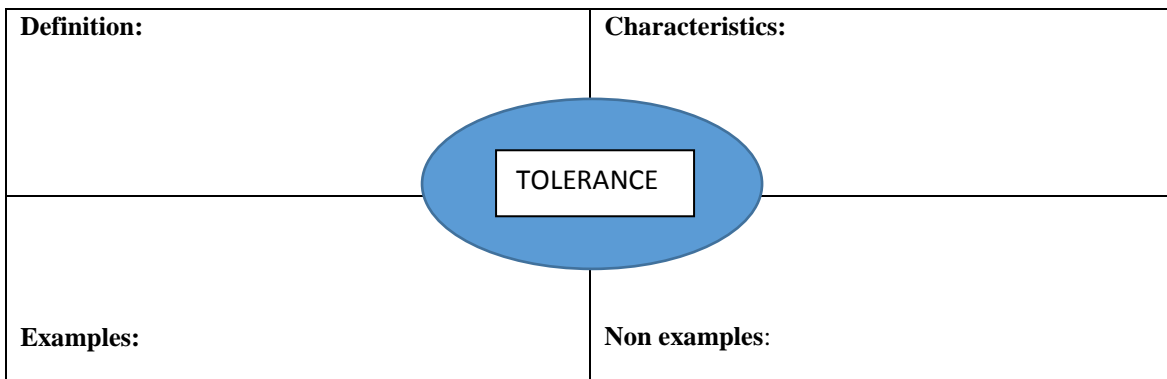 Definition:
Characteristics:
TOLERANCE
Examples:
Non examples: